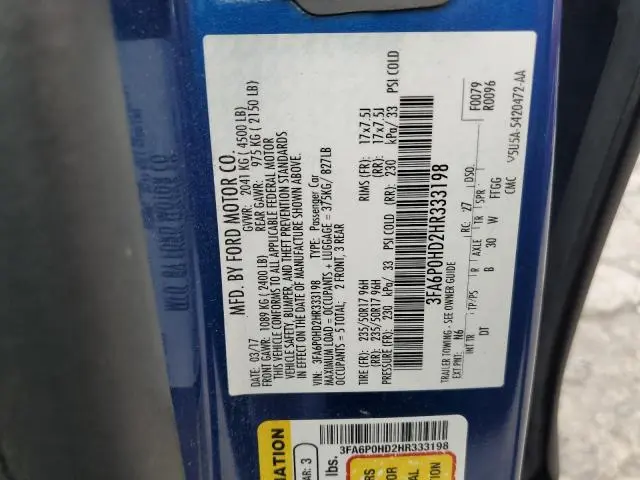 MFD. BY FORD MOTOR CO.
DATE: 03/17 GVWR: 2041 KG ( 4500 LB)
FRONT GAWR: 1089 KG (2400 LB) REAR GAWR: 975 KG ( 2150 LB)
THIS VEHICLE CONFORMS TO ALL APPLICABLE FEDERAL MOTOR
VEHICLE SAFETY, BUMPER, AND THEFT PREVENTION STANDARDS
IN EFFECT ON THE DATE OF MANUFACTURE SHOWN ABOVE.
VIN: 3FA6P0HD2HR333198 TYPE: Passenger Car
MAXIMUM LOAD = OCCUPANTS + LUGGAGE = 375KG/ 827LB
OCCUPANTS = 5 TOTAL: 2 FRONT, 3 REAR
TIRE (FR): 235/50R17 96H RIMS (FR): 17x7.5J
(RR): 235/50R17 96H (RR): 17x7.5J
PRESSURE (FR): 230 kPa/ 33 PSI COLD (RR): 230 kPa/ 33 PSI COLD
3FA6P0HD2HR333198
F0079
R0096
TRAILER TOWING - SEE OWNER GUIDE RC: 27 DSO:
EXT PNT: N6
INT TR TP/PS R AXLE TR SPR
DT B 30 W FFGG
CMC
V5U5A-5420472-AA
3FA6P0HD2HR333198
AR: 3
lbs.